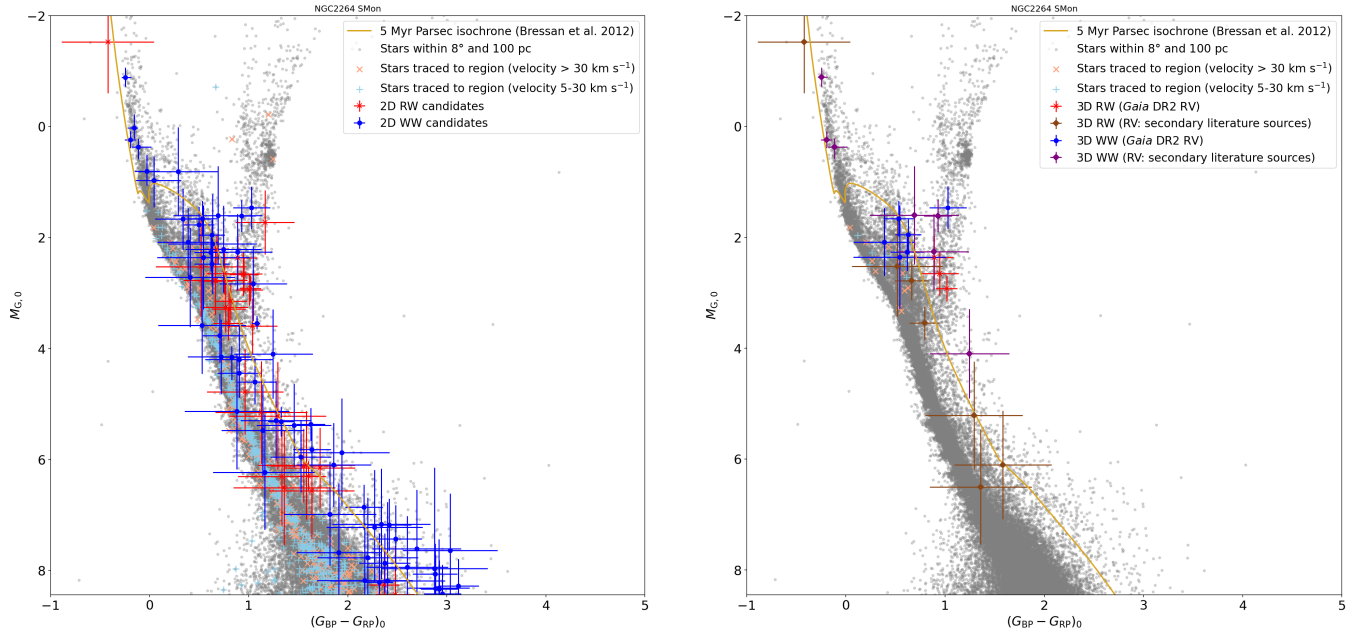 NGC2264 SMon
5 Myr Parsec isochrone (Bressan et al. 2012)
Stars within 8° and 100 pc
Stars traced to region (velocity > 30 km s⁻¹)
Stars traced to region (velocity 5-30 km s⁻¹)
2D RW candidates
2D WW candidates
−2
0
2
4
6
8
M_G, 0
−1
0
1
2
3
4
5
(G_BP − G_RP)₀
NGC2264 SMon
5 Myr Parsec isochrone (Bressan et al. 2012)
Stars within 8° and 100 pc
Stars traced to region (velocity > 30 km s⁻¹)
Stars traced to region (velocity 5-30 km s⁻¹)
3D RW (Gaia DR2 RV)
3D RW (RV: secondary literature sources)
3D WW (Gaia DR2 RV)
3D WW (RV: secondary literature sources)
−2
0
2
4
6
8
M_G, 0
−1
0
1
2
3
4
5
(G_BP − G_RP)₀